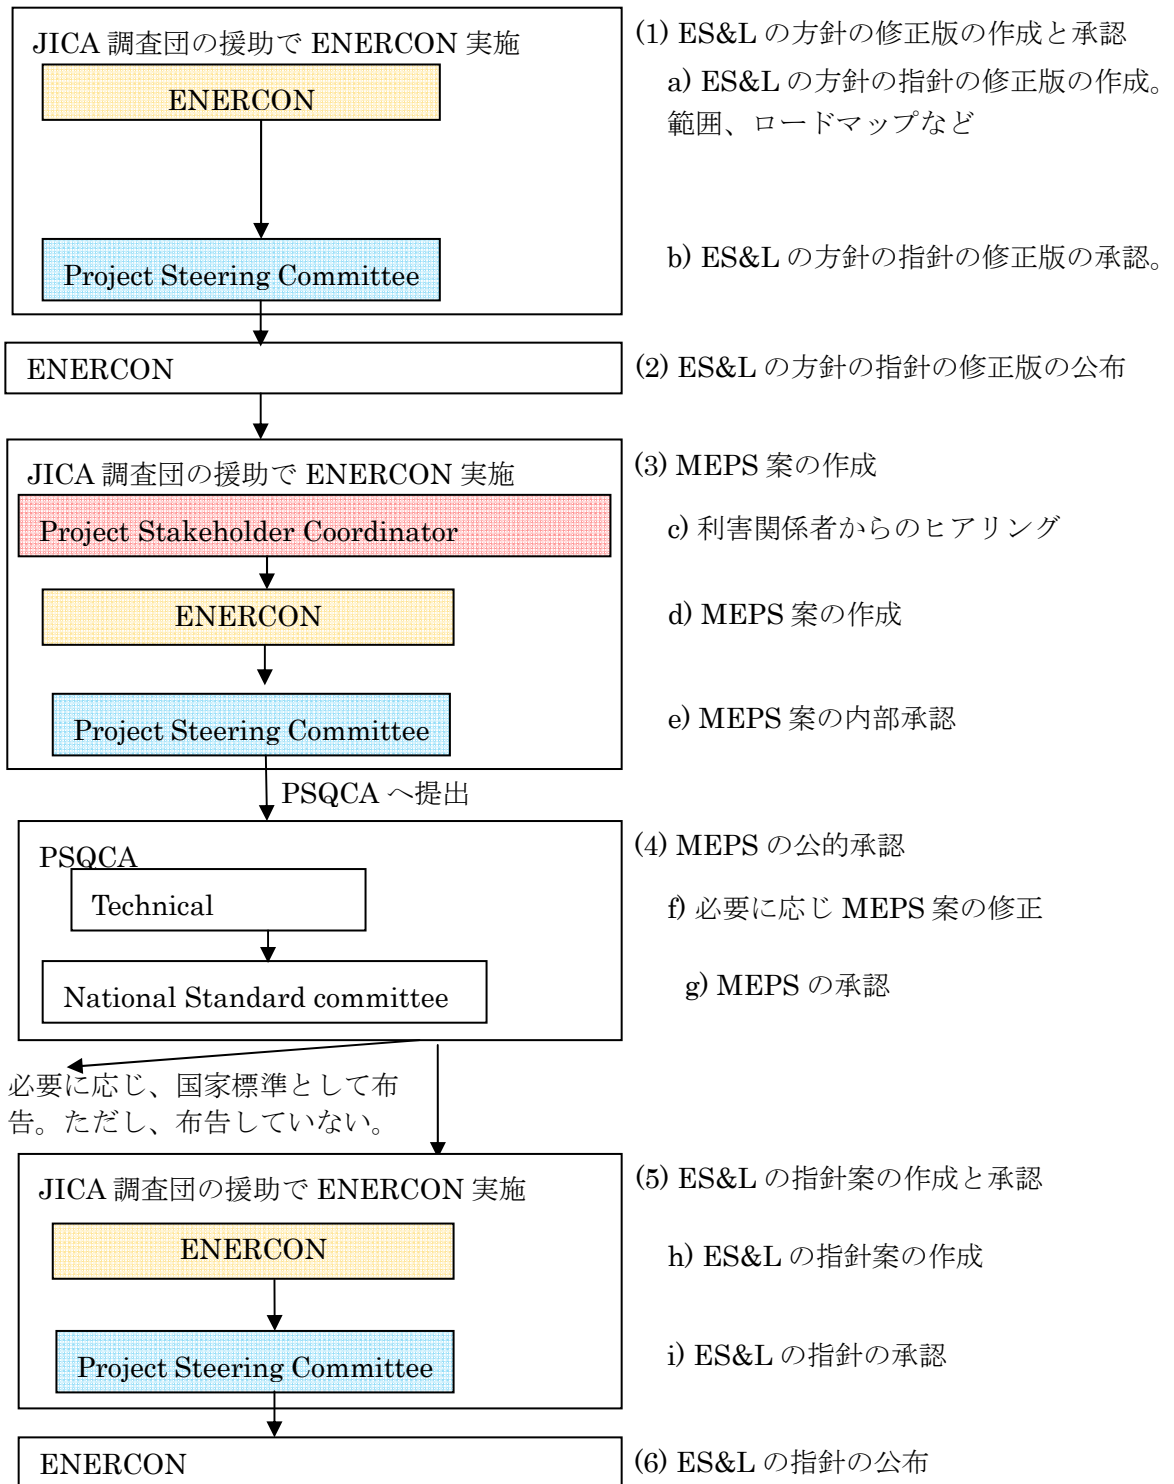 JICA 調査団の援助で ENERCON 実施
(1) ES&L の方針の修正版の作成と承認
ENERCON
a) ES&L の方針の指針の修正版の作成。
範囲、ロードマップなど
Project Steering Committee
b) ES&L の方針の指針の修正版の承認。
ENERCON
(2) ES&L の方針の指針の修正版の公布
JICA 調査団の援助で ENERCON 実施
(3) MEPS 案の作成
Project Stakeholder Coordinator
c) 利害関係者からのヒアリング
ENERCON
d) MEPS 案の作成
Project Steering Committee
e) MEPS 案の内部承認
PSQCA へ提出
PSQCA
(4) MEPS の公的承認
Technical
f) 必要に応じ MEPS 案の修正
National Standard committee
g) MEPS の承認
必要に応じ、国家標準として布
告。ただし、布告していない。
JICA 調査団の援助で ENERCON 実施
(5) ES&L の指針案の作成と承認
ENERCON
h) ES&L の指針案の作成
Project Steering Committee
i) ES&L の指針の承認
ENERCON
(6) ES&L の指針の公布